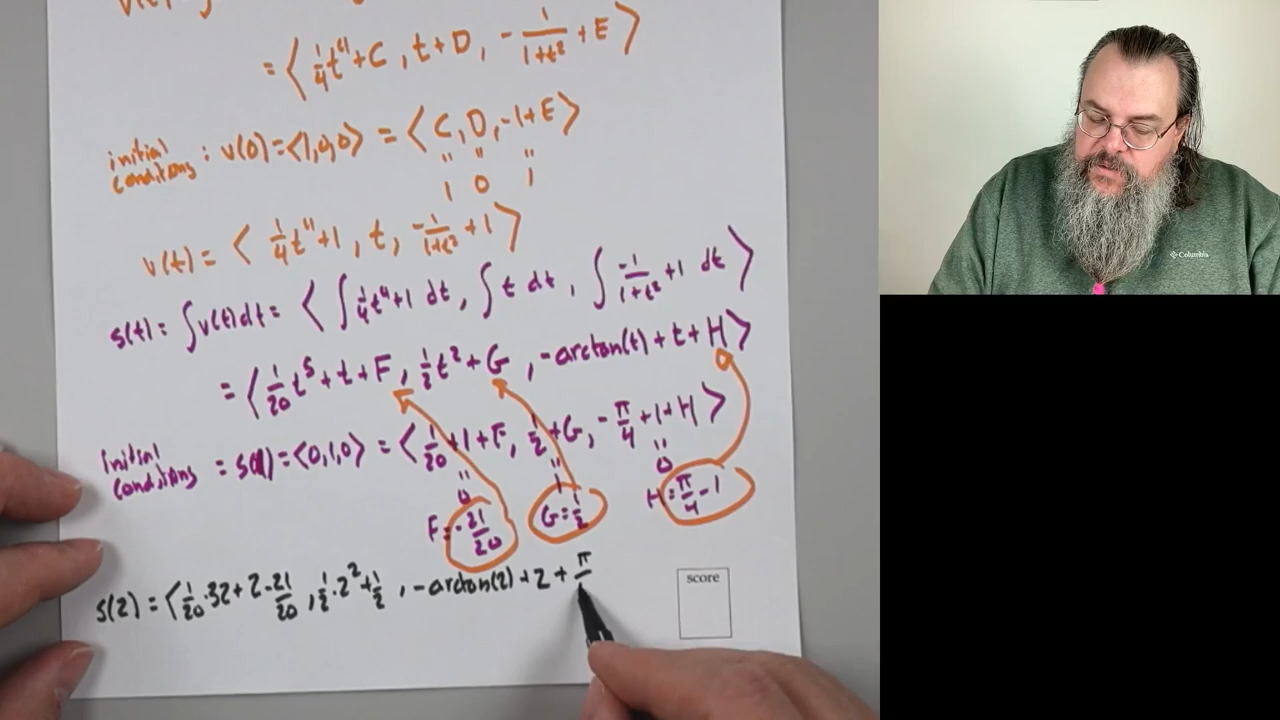 = ⟨ 1/4 t⁴ + C , t + D , - 1/(1+t²) + E ⟩
initial conditions : v(0) = ⟨1,0,0⟩ = ⟨ C, D, -1+E ⟩
" " "
1 0 1
v(t) = ⟨ 1/4 t⁴ + 1 , t , -1/(1+t²) + 1 ⟩
s(t) = ∫v(t)dt = ⟨ ∫ 1/4 t⁴ + 1 dt , ∫ t dt , ∫ -1/(1+t²) + 1 dt ⟩
= ⟨ 1/20 t⁵ + t + F , 1/2 t² + G , -arctan(t) + t + H ⟩
initial conditions = s(1) = ⟨0,1,0⟩ = ⟨ 1/20 + 1 + F , 1/2 + G , - π/4 + 1 + H ⟩
" " "
0 1 0
F = - 21/20 G = 1/2 H = π/4 - 1
s(2) = ⟨ 1/20 · 32 + 2 - 21/20 , 1/2 · 2² + 1/2 , -arctan(2) + 2 + π
score
Columbia